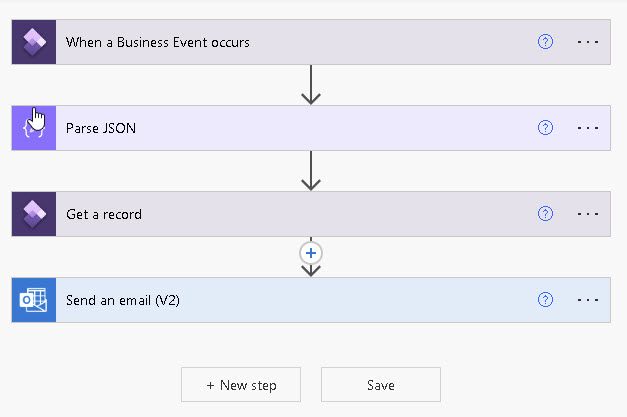 When a Business Event occurs
Parse JSON
Get a record
Send an email (V2)
+ New step
Save